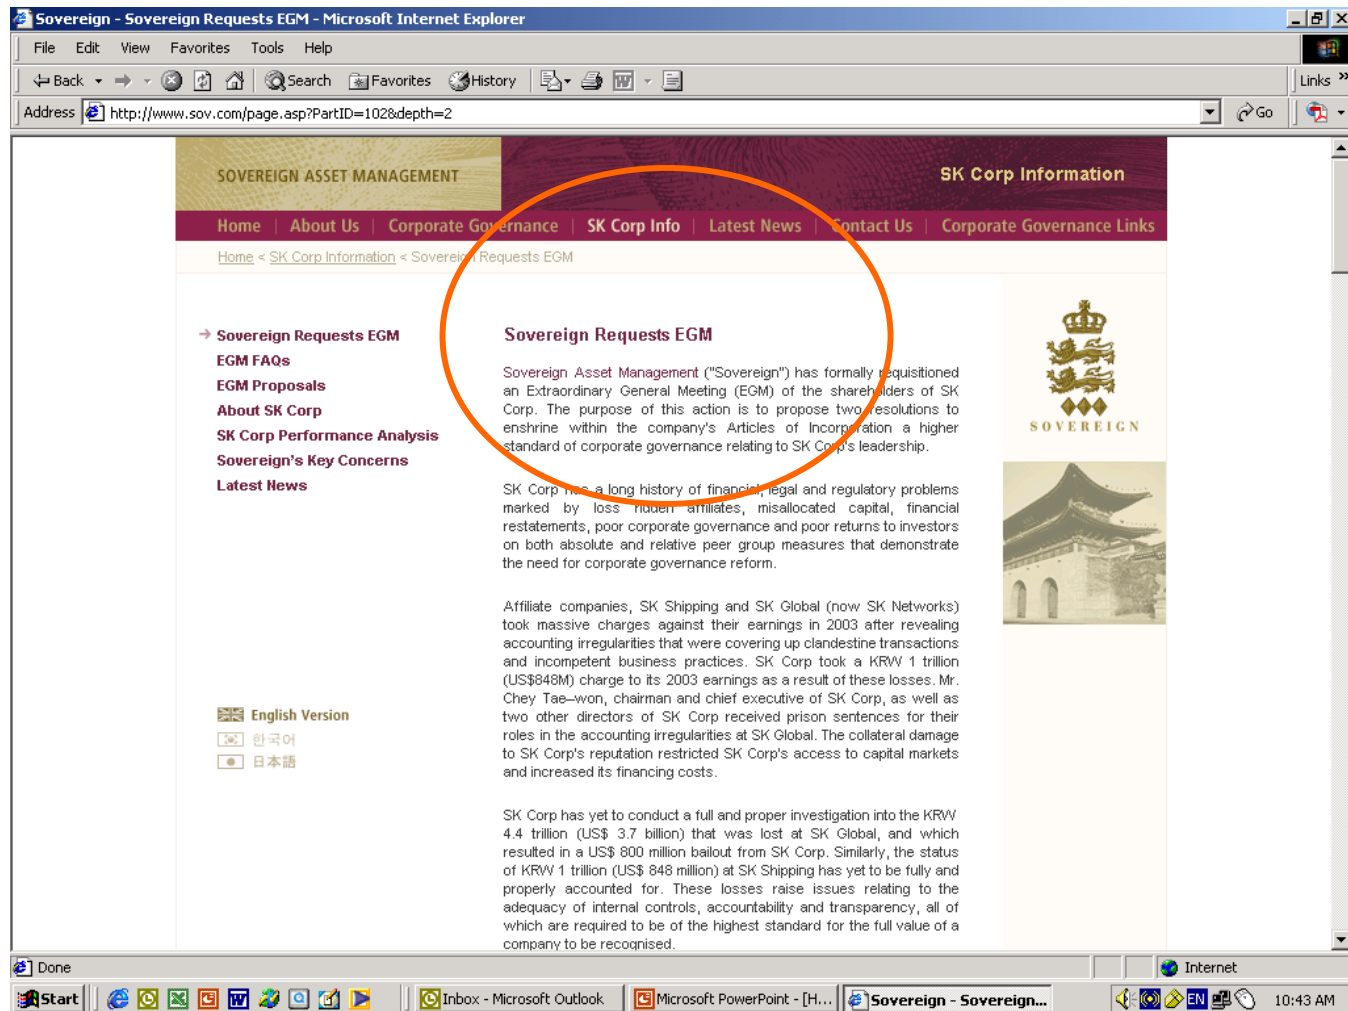 Sovereign - Sovereign Requests EGM - Microsoft Internet Explorer
File Edit View Favorites Tools Help
Back Search Favorites History Links »
Address http://www.sov.com/page.asp?PartID=102&depth=2 Go
SOVEREIGN ASSET MANAGEMENT
SK Corp Information
Home | About Us | Corporate Governance | SK Corp Info | Latest News | Contact Us | Corporate Governance Links
Home < SK Corp Information < Sovereign Requests EGM
Sovereign Requests EGM
EGM FAQs
EGM Proposals
About SK Corp
SK Corp Performance Analysis
Sovereign's Key Concerns
Latest News
English Version
한국어
日本語
Sovereign Requests EGM
Sovereign Asset Management ("Sovereign") has formally requisitioned
an Extraordinary General Meeting (EGM) of the shareholders of SK
Corp. The purpose of this action is to propose two resolutions to
enshrine within the company's Articles of Incorporation a higher
standard of corporate governance relating to SK Corp's leadership.
SK Corp has a long history of financial, legal and regulatory problems
marked by loss ridden affiliates, misallocated capital, financial
restatements, poor corporate governance and poor returns to investors
on both absolute and relative peer group measures that demonstrate
the need for corporate governance reform.
Affiliate companies, SK Shipping and SK Global (now SK Networks)
took massive charges against their earnings in 2003 after revealing
accounting irregularities that were covering up clandestine transactions
and incompetent business practices. SK Corp took a KRW 1 trillion
(US$848M) charge to its 2003 earnings as a result of these losses. Mr.
Chey Tae–won, chairman and chief executive of SK Corp, as well as
two other directors of SK Corp received prison sentences for their
roles in the accounting irregularities at SK Global. The collateral damage
to SK Corp's reputation restricted SK Corp's access to capital markets
and increased its financing costs.
SK Corp has yet to conduct a full and proper investigation into the KRW
4.4 trillion (US$ 3.7 billion) that was lost at SK Global, and which
resulted in a US$ 800 million bailout from SK Corp. Similarly, the status
of KRW 1 trillion (US$ 848 million) at SK Shipping has yet to be fully and
properly accounted for. These losses raise issues relating to the
adequacy of internal controls, accountability and transparency, all of
which are required to be of the highest standard for the full value of a
company to be recognised.
SOVEREIGN
Done Internet
Start Inbox - Microsoft Outlook Microsoft PowerPoint - [H... Sovereign - Sovereign... EN 10:43 AM